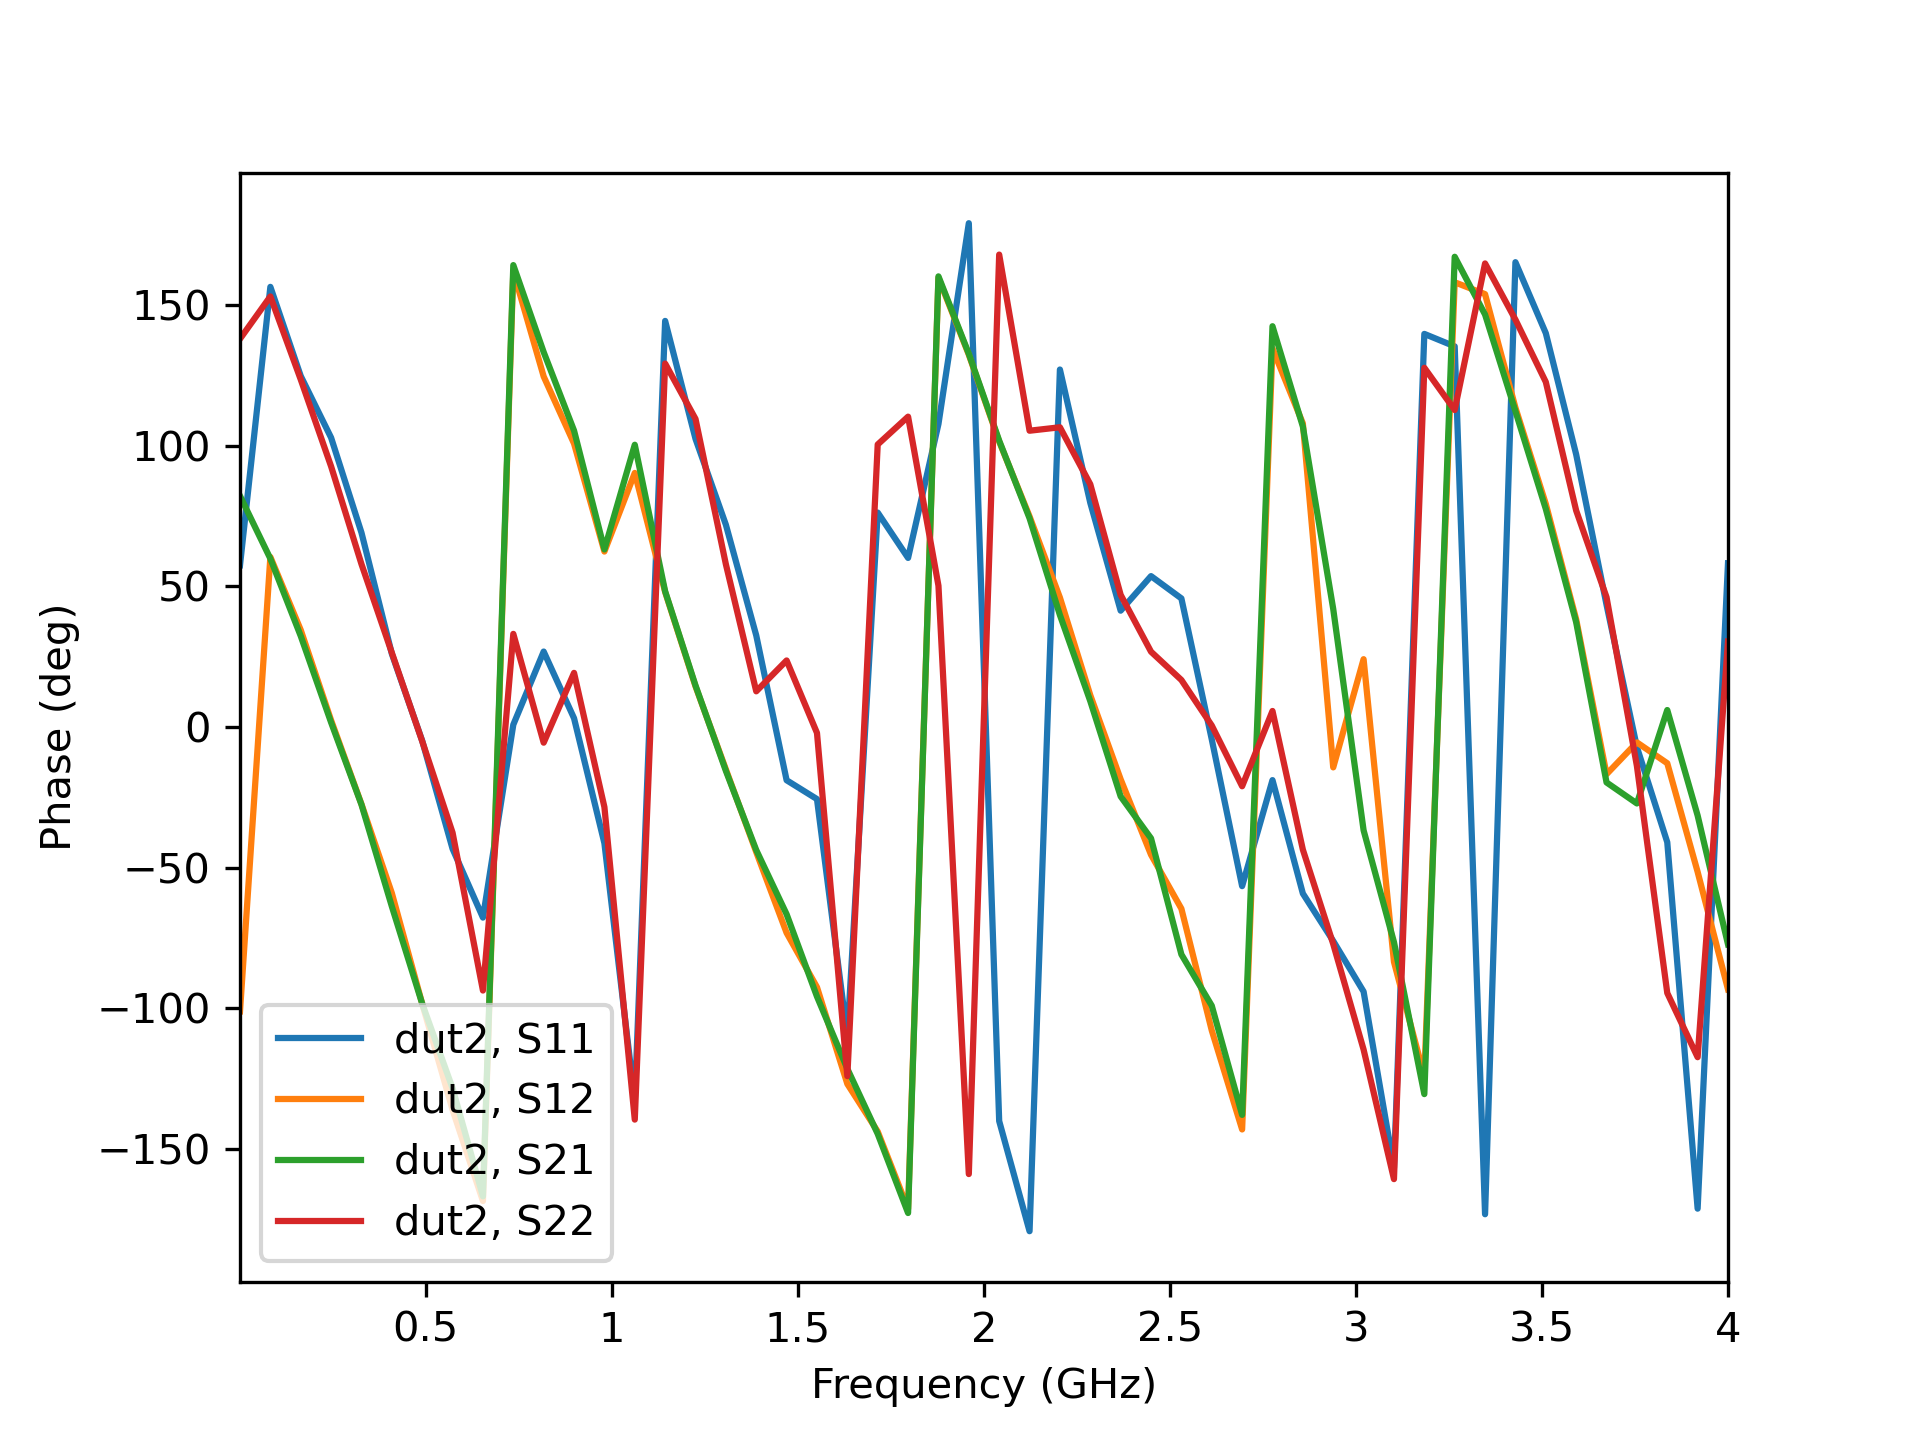 150
100
50
0
−50
−100
−150
Phase (deg)
dut2, S11
dut2, S12
dut2, S21
dut2, S22
0.5 1 1.5 2 2.5 3 3.5 4
Frequency (GHz)